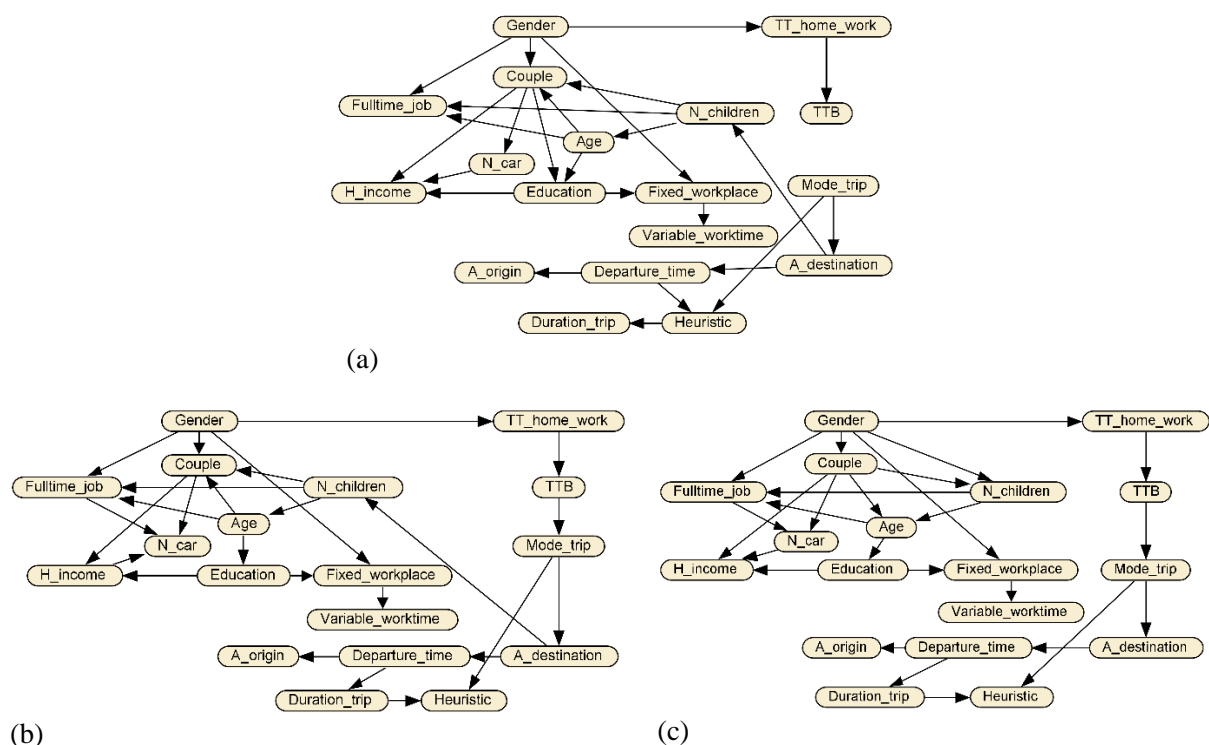 Gender TT_home_work
Couple
Fulltime_job N_children TTB
Age
N_car
H_income Education Fixed_workplace Mode_trip
Variable_worktime
A_origin Departure_time A_destination
Duration_trip Heuristic
(a)
Gender TT_home_work
Couple
Fulltime_job N_children TTB
Age
N_car Mode_trip
H_income Education Fixed_workplace
Variable_worktime
A_origin Departure_time A_destination
Duration_trip Heuristic
(b)
Gender TT_home_work
Couple
Fulltime_job N_children TTB
Age
N_car
H_income Education Fixed_workplace Mode_trip
Variable_worktime
A_origin Departure_time A_destination
Duration_trip Heuristic
(c)